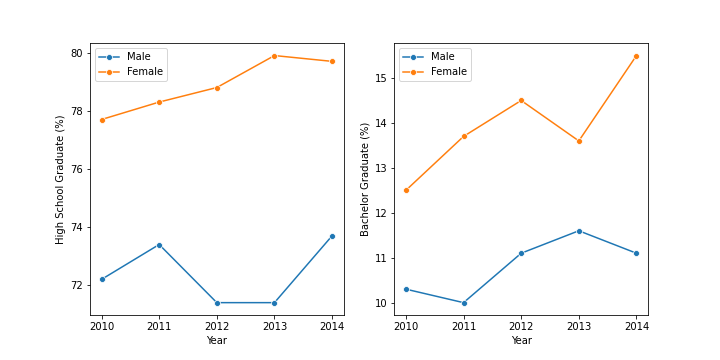 High School Graduate (%)
80
78
76
74
72
Male
Female
2010 2011 2012 2013 2014
Year
Bachelor Graduate (%)
15
14
13
12
11
10
Male
Female
2010 2011 2012 2013 2014
Year